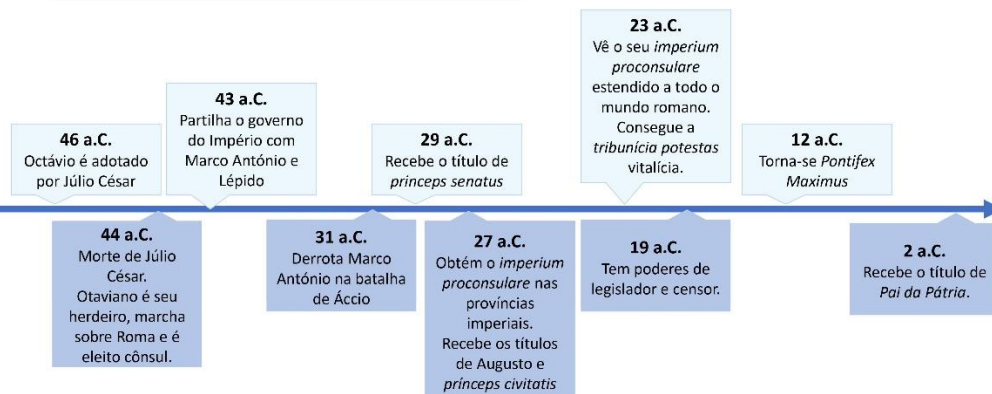 46 a.C.
Octávio é adotado
por Júlio César
44 a.C.
Morte de Júlio
César.
Otaviano é seu
herdeiro, marcha
sobre Roma e é
eleito cônsul.
43 a.C.
Partilha o governo
do Império com
Marco António e
Lépido
31 a.C.
Derrota Marco
António na batalha
de Áccio
29 a.C.
Recebe o título de
princeps senatus
27 a.C.
Obtém o imperium
proconsulare nas
províncias
imperiais.
Recebe os títulos
de Augusto e
prínceps civitatis
23 a.C.
Vê o seu imperium
proconsulare
estendido a todo o
mundo romano.
Consegue a
tribunícia potestas
vitalícia.
19 a.C.
Tem poderes de
legislador e censor.
12 a.C.
Torna-se Pontifex
Maximus
2 a.C.
Recebe o título de
Pai da Pátria.